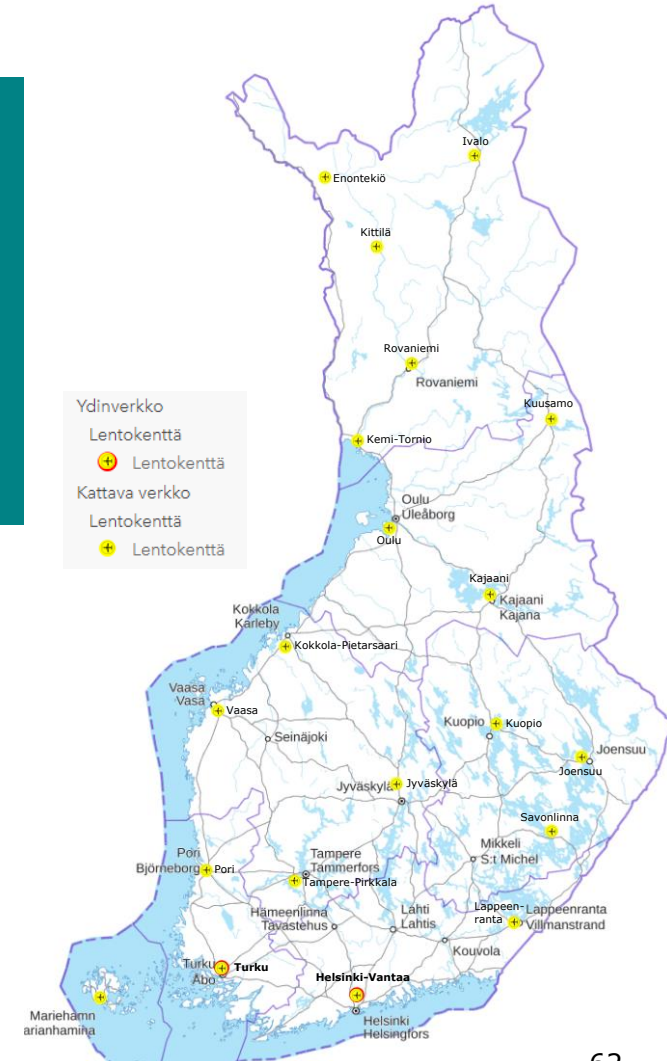 Ivalo
Enontekiö
Kittilä
Rovaniemi
Rovaniemi
Kuusamo
Ydinverkko
Lentokenttä
Lentokenttä
Kattava verkko
Lentokenttä
Lentokenttä
Kemi-Tornio
Oulu
Uleåborg
Oulu
Kajaani
Kajaani
Kajana
Kokkola
Karleby
Kokkola-Pietarsaari
Vaasa
Vasa
Vaasa
Seinäjoki
Kuopio
Kuopio
Joensuu
Joensuu
Jyväskylä
Jyväskylä
Savonlinna
Mikkeli
S:t Michel
Pori
Björneborg
Pori
Tampere
Tammerfors
Tampere-Pirkkala
Hämeenlinna
Tavastehus
Lahti
Lahtis
Lappeen-
ranta
Lappeenranta
Villmanstrand
Kouvola
Turku
Åbo
Turku
Helsinki-Vantaa
Helsinki
Helsingfors
Mariehamn
arianhamina
62